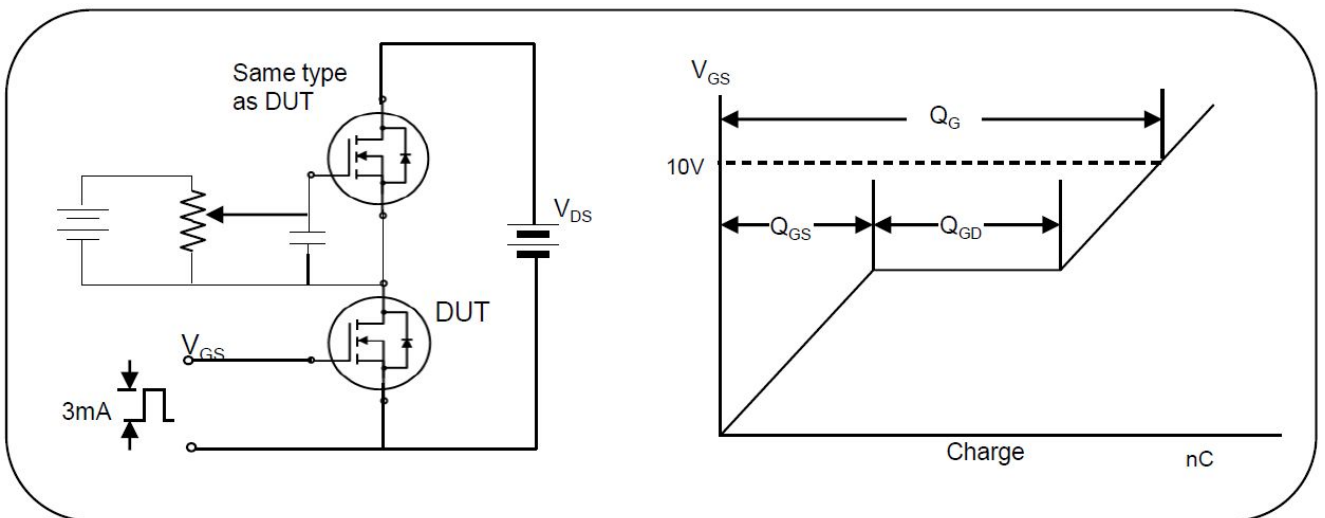 Same type
as DUT
V_DS
DUT
V_GS
3mA
V_GS
Q_G
10V
Q_GS
Q_GD
Charge
nC